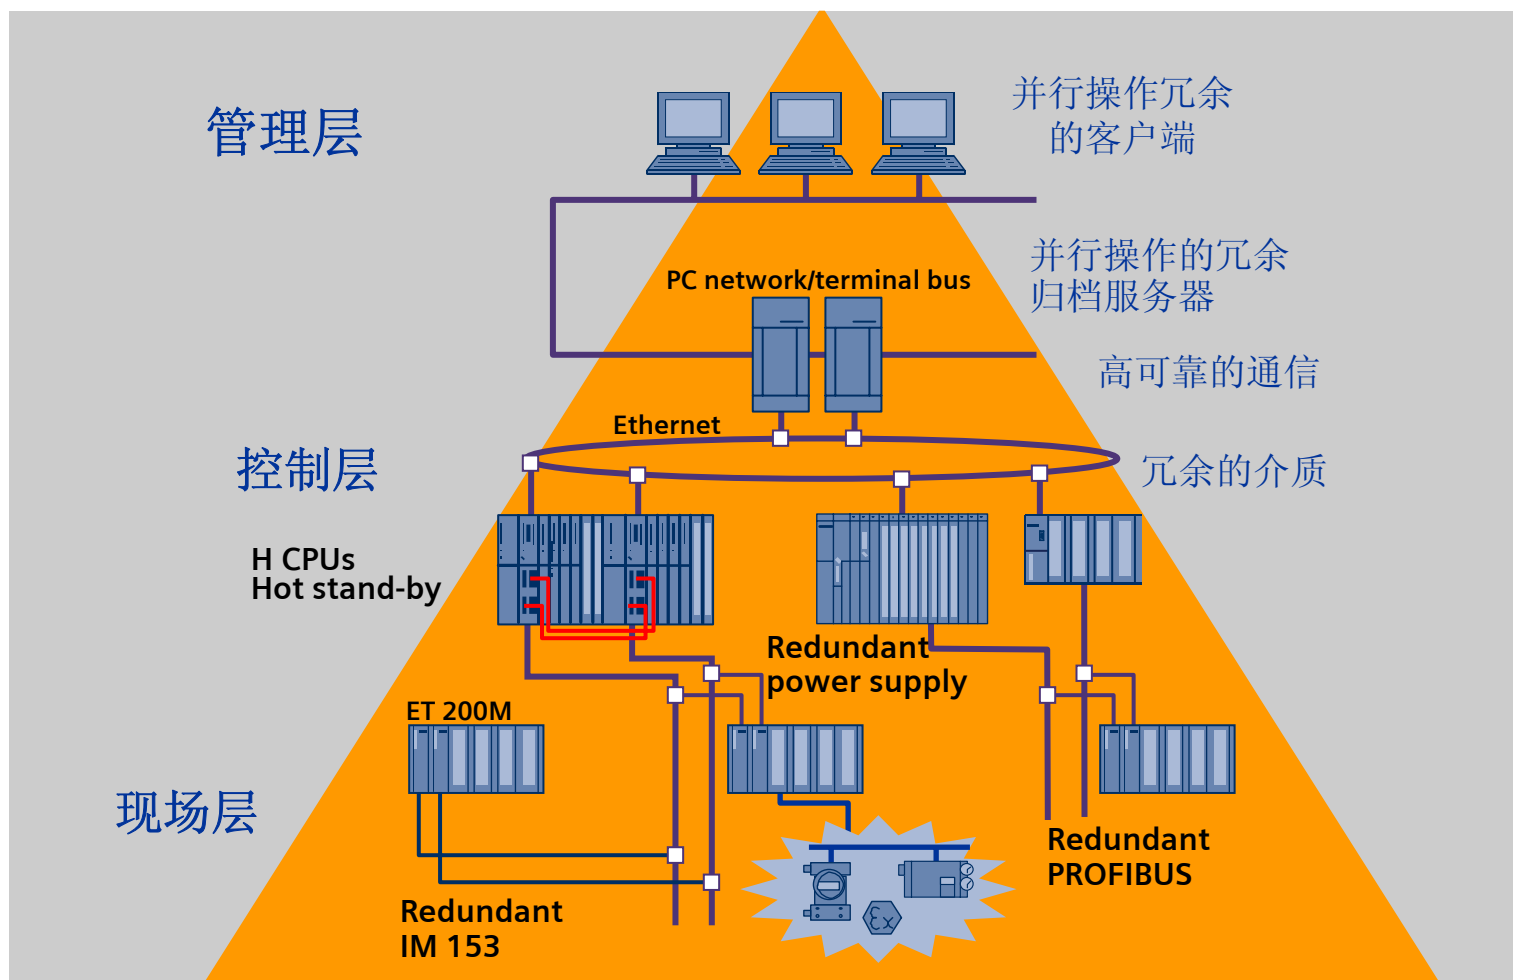 管理层
并行操作冗余
的客户端
并行操作的冗余
归档服务器
PC network/terminal bus
高可靠的通信
Ethernet
控制层
冗余的介质
H CPUs
Hot stand-by
Redundant
power supply
ET 200M
现场层
Redundant
PROFIBUS
Redundant
IM 153
Ex